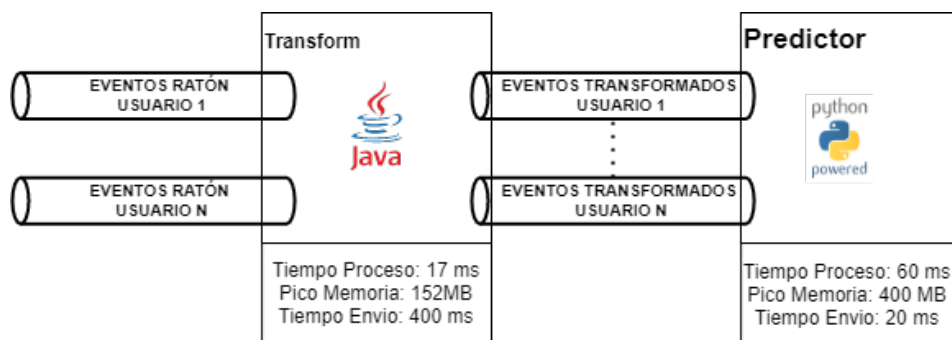 Transform
Predictor
EVENTOS RATÓN
USUARIO 1
EVENTOS TRANSFORMADOS
USUARIO 1
Java
python
powered
EVENTOS RATÓN
USUARIO N
EVENTOS TRANSFORMADOS
USUARIO N
Tiempo Proceso: 17 ms
Pico Memoria: 152MB
Tiempo Envio: 400 ms
Tiempo Proceso: 60 ms
Pico Memoria: 400 MB
Tiempo Envio: 20 ms